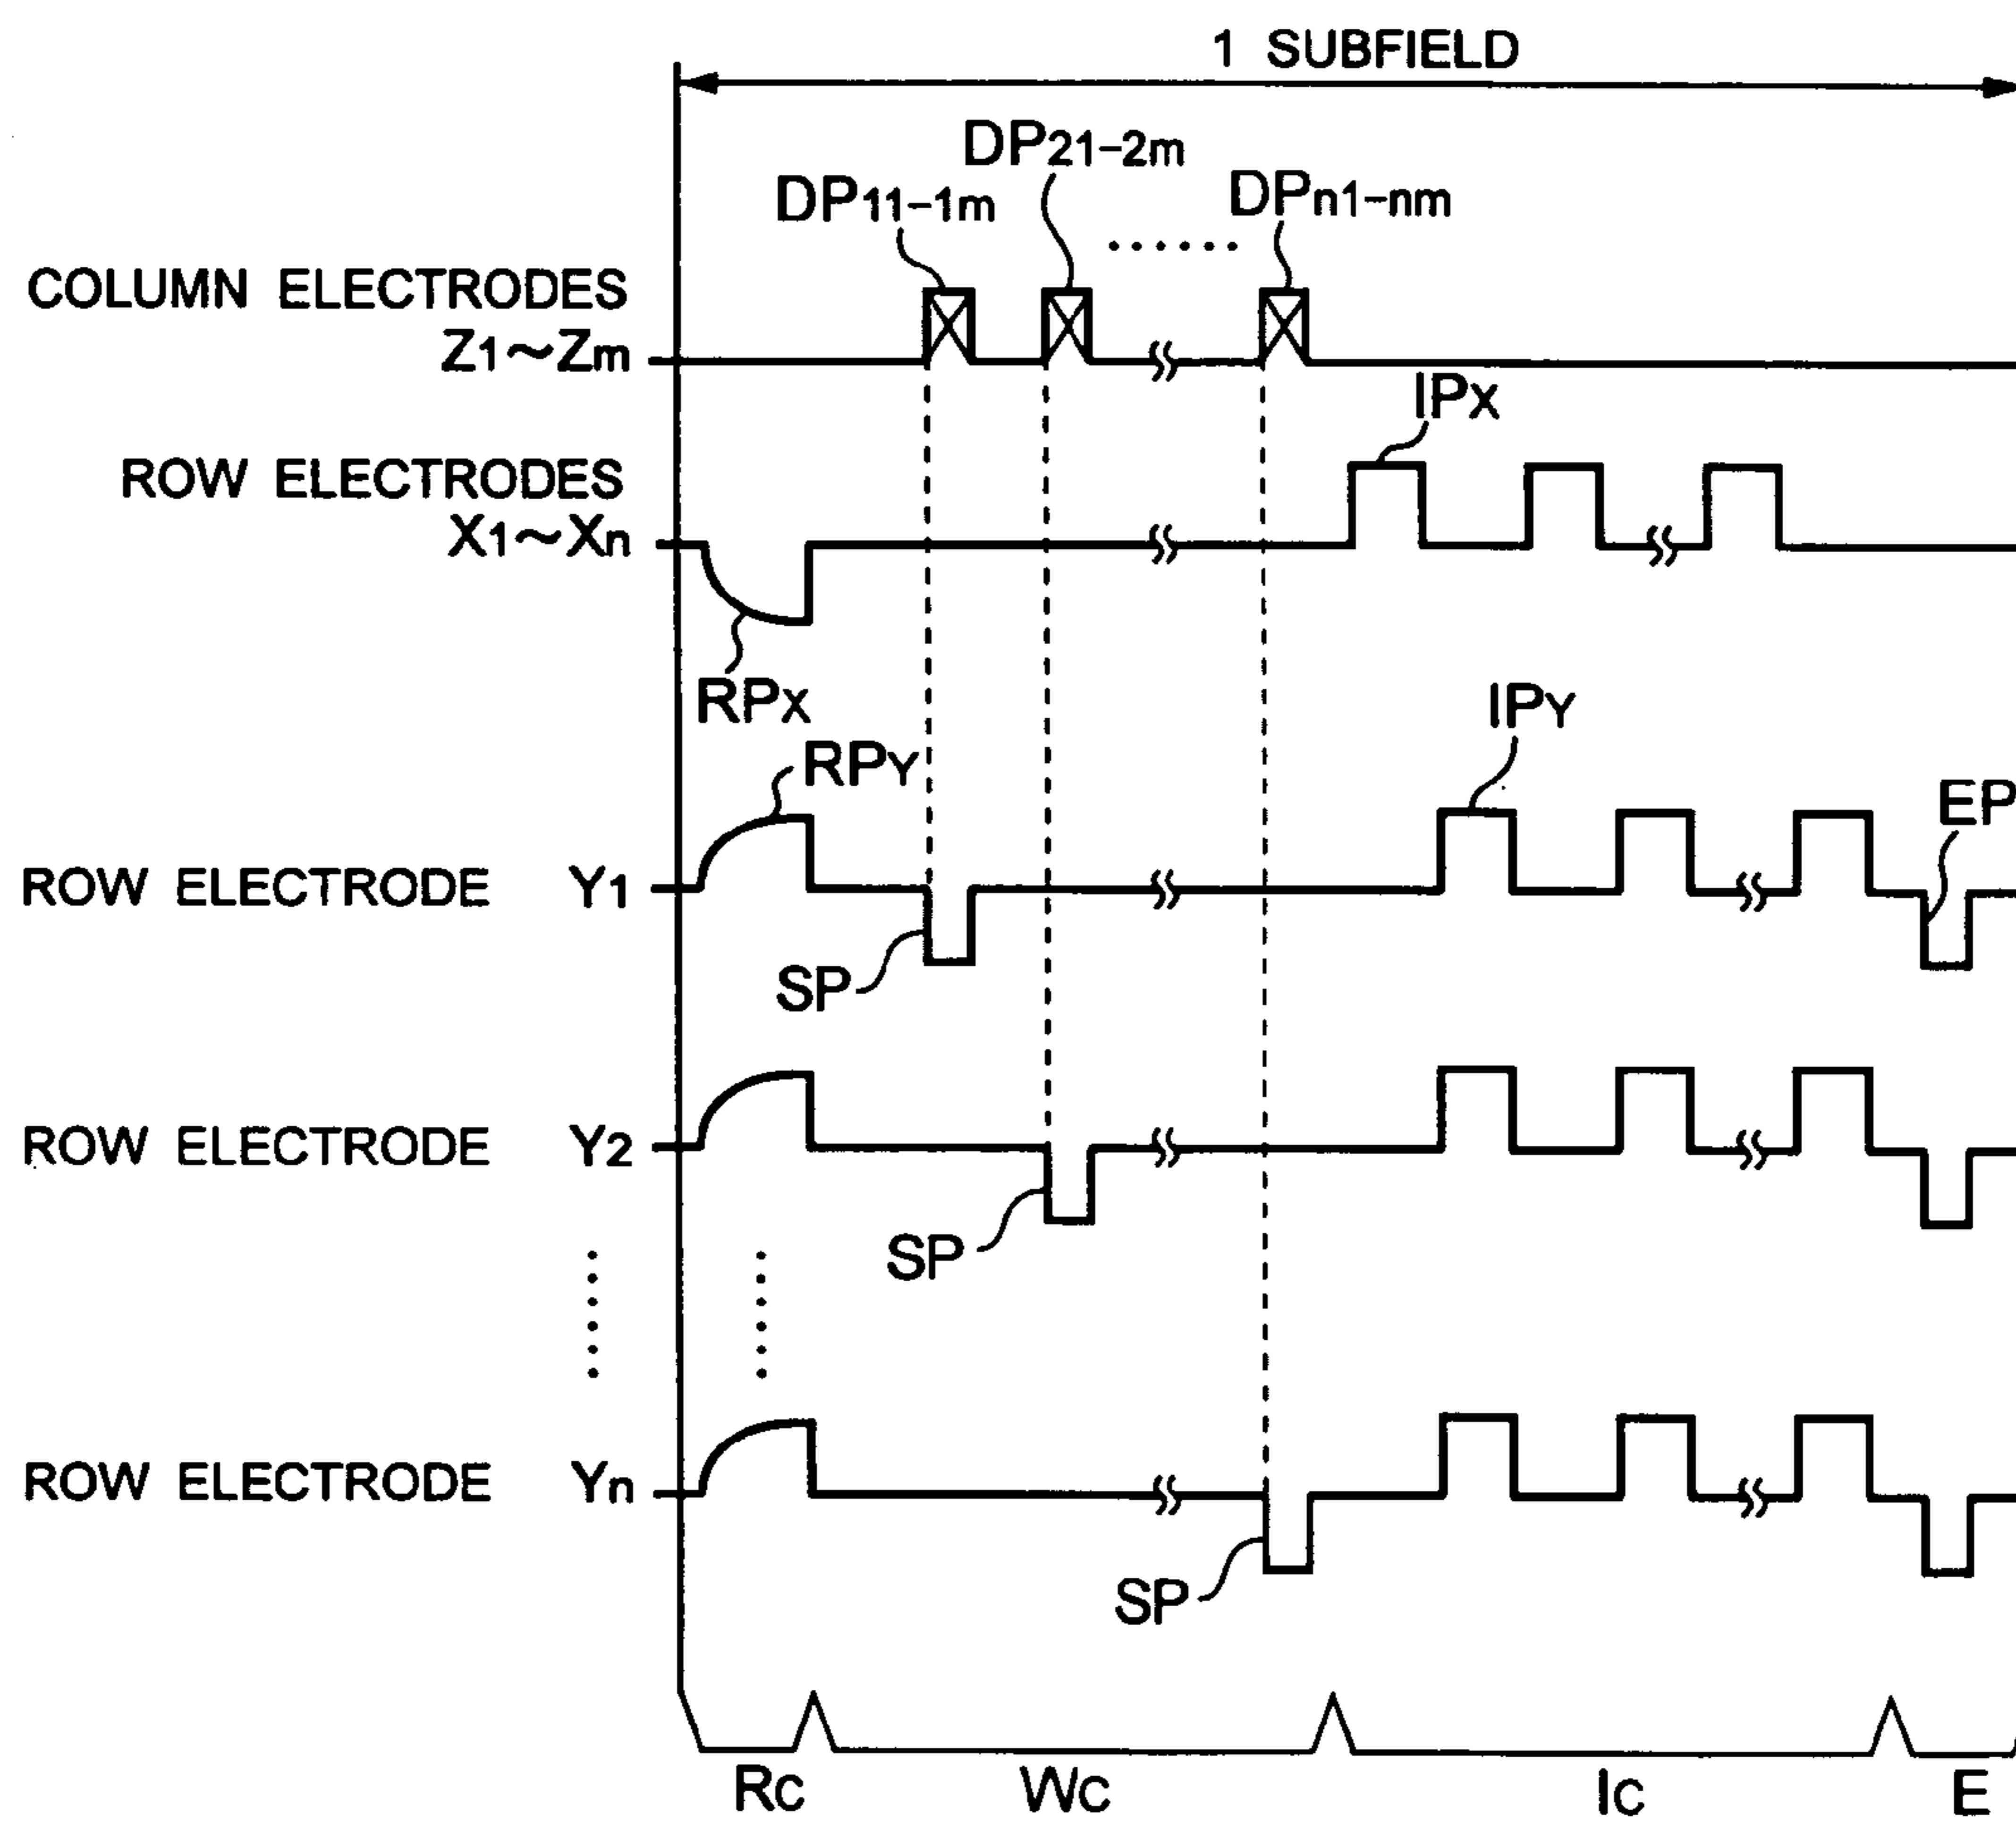 1 SUBFIELD
DP21-2m
DP11-1m
DPn1-nm
COLUMN ELECTRODES
Z1~Zm
IPX
ROW ELECTRODES
X1~Xn
RPX
IPY
RPY
EP
ROW ELECTRODE Y1
SP
ROW ELECTRODE Y2
SP
ROW ELECTRODE Yn
SP
RC WC IC E